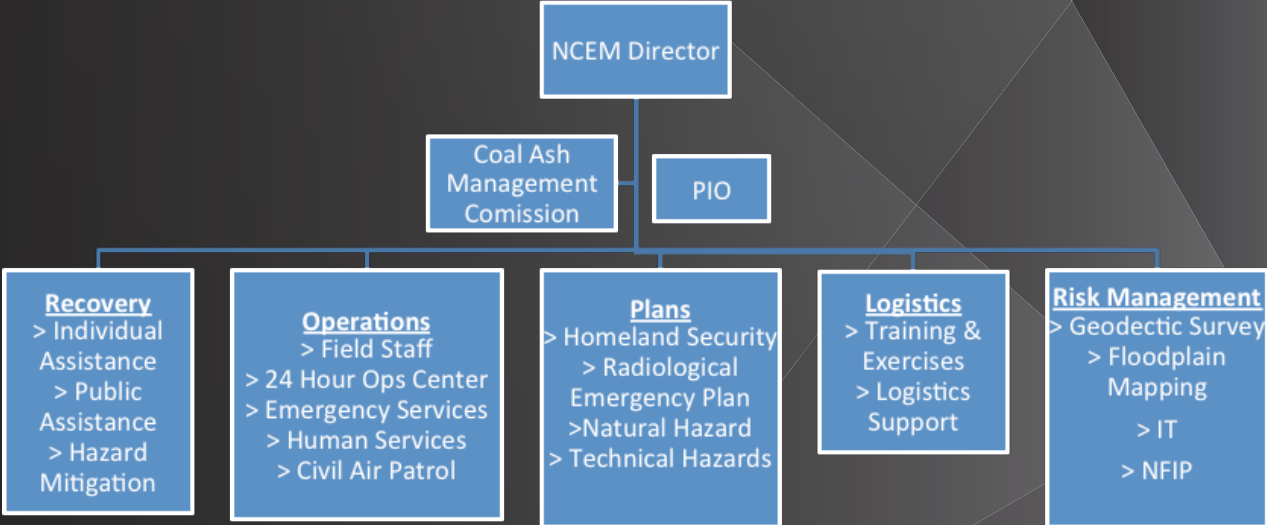 NCEM Director
Coal Ash
Management
Comission
PIO
Recovery
> Individual
Assistance
> Public
Assistance
> Hazard
Mitigation
Operations
> Field Staff
> 24 Hour Ops Center
> Emergency Services
> Human Services
> Civil Air Patrol
Plans
> Homeland Security
> Radiological
Emergency Plan
>Natural Hazard
> Technical Hazards
Logistics
> Training &
Exercises
> Logistics
Support
Risk Management
> Geodectic Survey
> Floodplain
Mapping
> IT
> NFIP